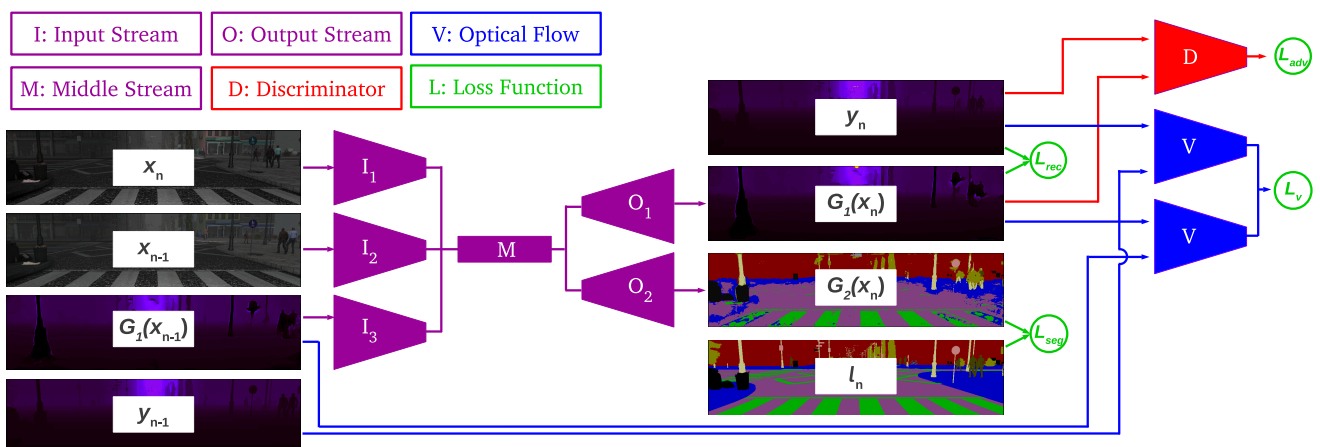 I: Input Stream
O: Output Stream
V: Optical Flow
M: Middle Stream
D: Discriminator
L: Loss Function
D
L_adv
y_n
V
x_n
I_1
L_rec
O_1
G_1(x_n)
L_v
x_n-1
I_2
M
V
O_2
G_2(x_n)
G_1(x_n-1)
I_3
L_seg
l_n
y_n-1